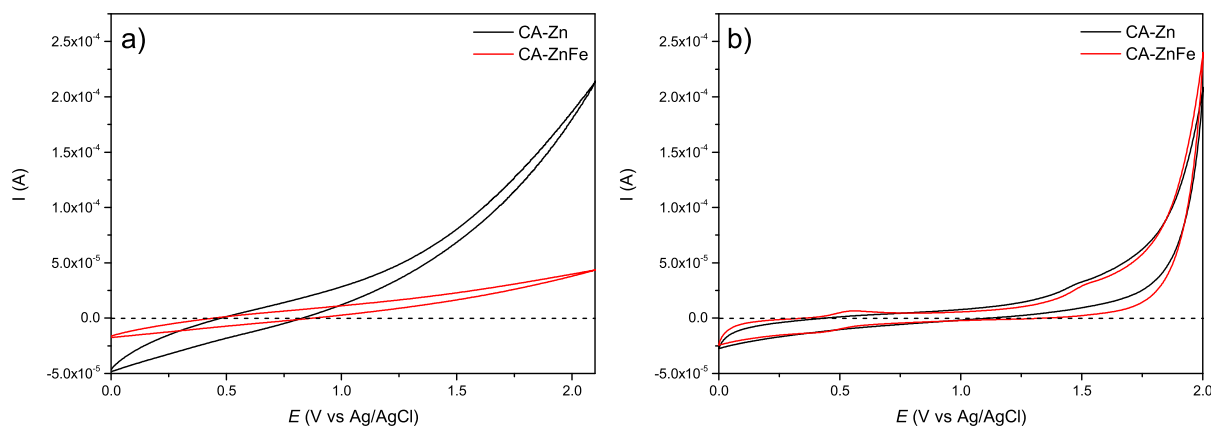 a)
CA-Zn
CA-ZnFe
2.5x10⁻⁴
2.0x10⁻⁴
1.5x10⁻⁴
1.0x10⁻⁴
5.0x10⁻⁵
0.0
-5.0x10⁻⁵
I (A)
0.0 0.5 1.0 1.5 2.0
E (V vs Ag/AgCl)
b)
CA-Zn
CA-ZnFe
2.5x10⁻⁴
2.0x10⁻⁴
1.5x10⁻⁴
1.0x10⁻⁴
5.0x10⁻⁵
0.0
-5.0x10⁻⁵
I (A)
0.0 0.5 1.0 1.5 2.0
E (V vs Ag/AgCl)